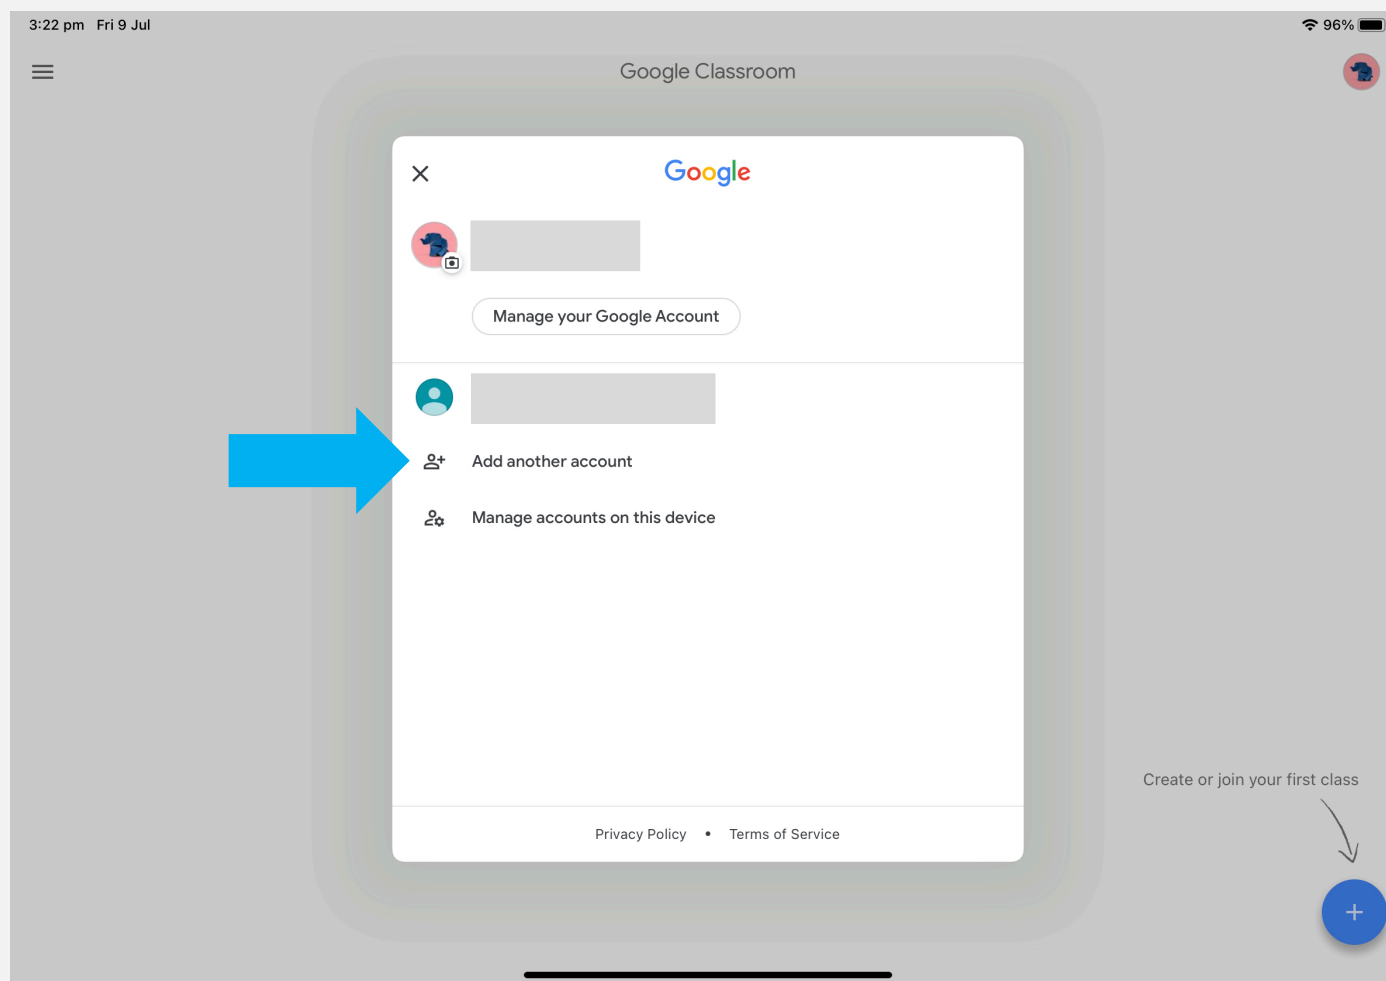 3:22 pm Fri 9 Jul
96%
Google Classroom
Google
Manage your Google Account
Add another account
Manage accounts on this device
Create or join your first class
Privacy Policy • Terms of Service